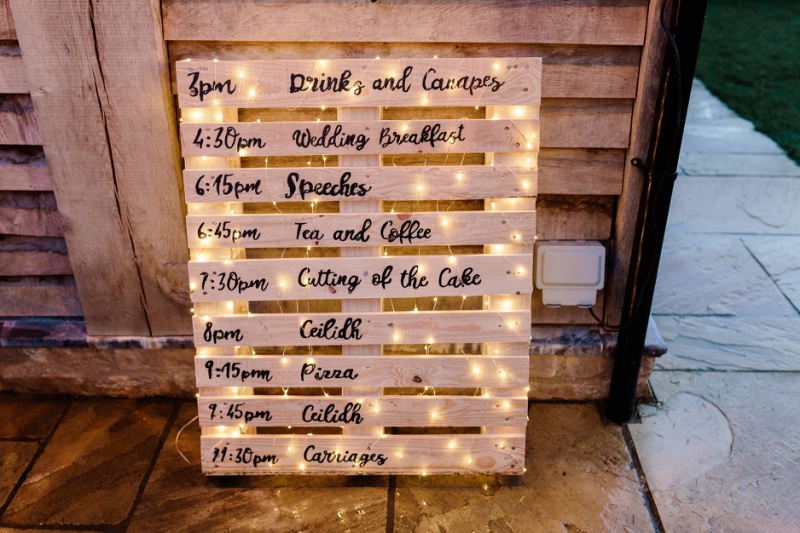 3pm Drinks and Canapes
4:30pm Wedding Breakfast
6:15pm Speeches
6:45pm Tea and Coffee
7:30pm Cutting of the Cake
8pm Ceilidh
9:15pm Pizza
9:45pm Ceilidh
11:30pm Carriages